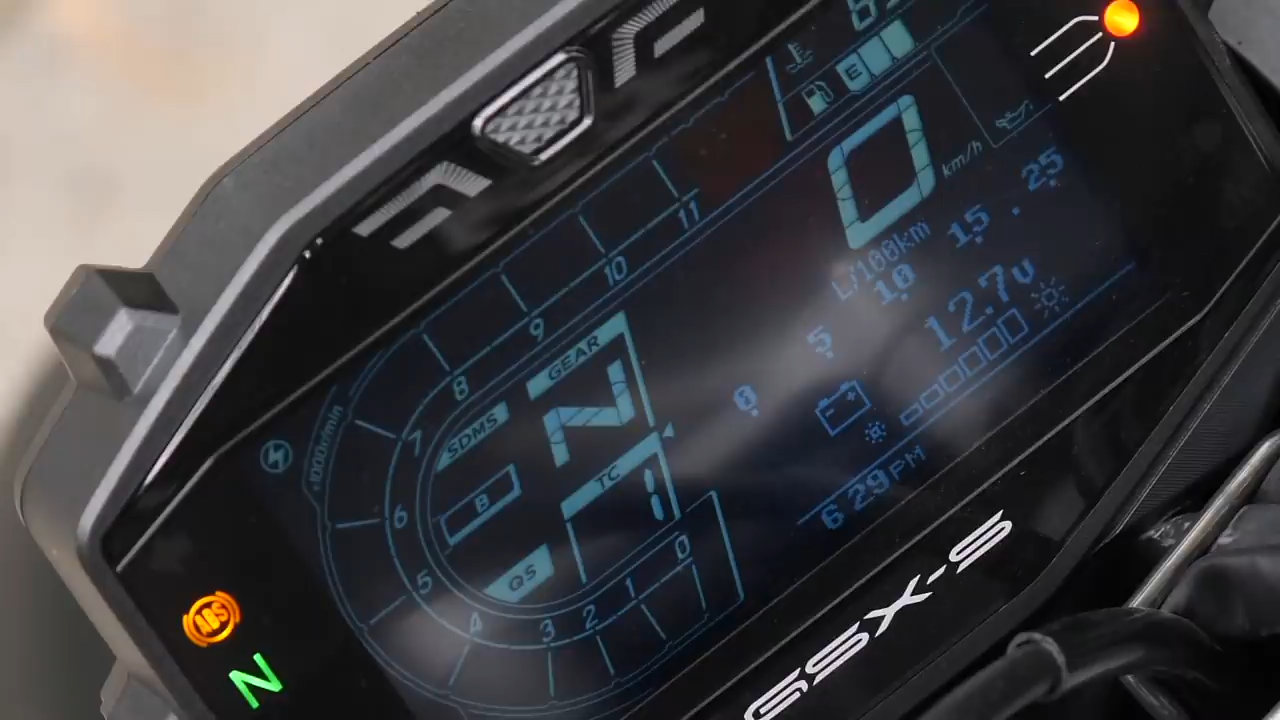 E
0 km/h
L/100km
0 5 10 15 25
12.7V
6 29 PM
×1000r/min
0 1 2 3 4 5 6 7 8 9 10 11
GEAR
N
SDMS
B
TC
1
QS
ABS
N
GSX-S